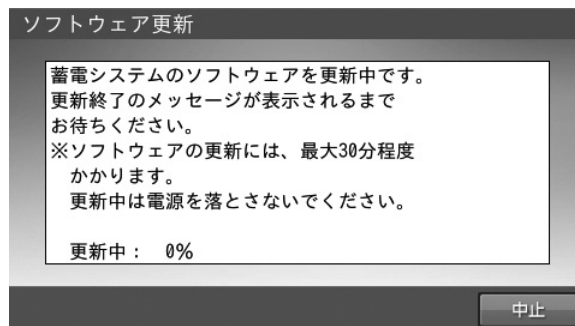 ソフトウェア更新
蓄電システムのソフトウェアを更新中です。
更新終了のメッセージが表示されるまで
お待ちください。
※ソフトウェアの更新には、最大30分程度
かかります。
更新中は電源を落とさないでください。
更新中： 0%
中止